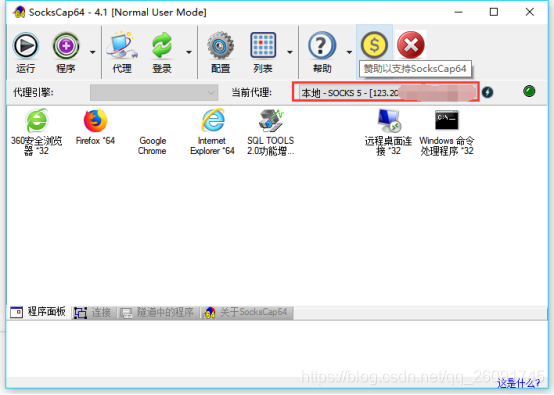 SocksCap64 - 4.1 [Normal User Mode]
运行 程序 代理 登录 配置 列表 帮助
赞助以支持SocksCap64
代理引擎: 当前代理: 本地 - SOCKS 5 - [123.20
360安全浏览器 *32
Firefox *64
Google Chrome
Internet Explorer *64
SQL TOOLS 2.0功能增...
远程桌面连接 *32
Windows 命令处理程序 *32
程序面板 连接 隧道中的程序 关于SocksCap64
https://blog.csdn.net/qq_26091745
这是什么?